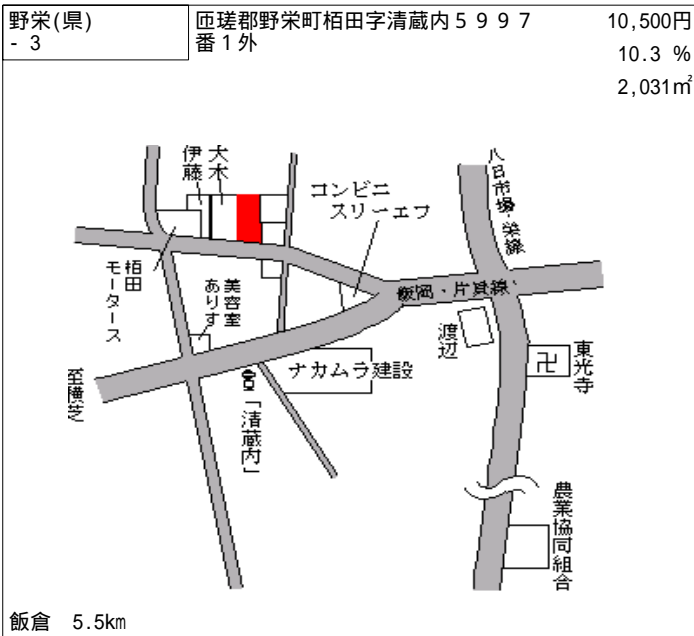 野栄(県)
- 3
匝瑳郡野栄町栢田字清蔵内５９９７
番１外
10,500円
10.3 %
2,031㎡
伊藤
大木
コンビニ
スリーエフ
八日市場・栄線
栢田
モータース
美容室
ありす
飯岡・片貝線
渡辺
東光寺
卍
ナカムラ建設
「清蔵内」
至横芝
農業協同組合
飯倉 5.5km